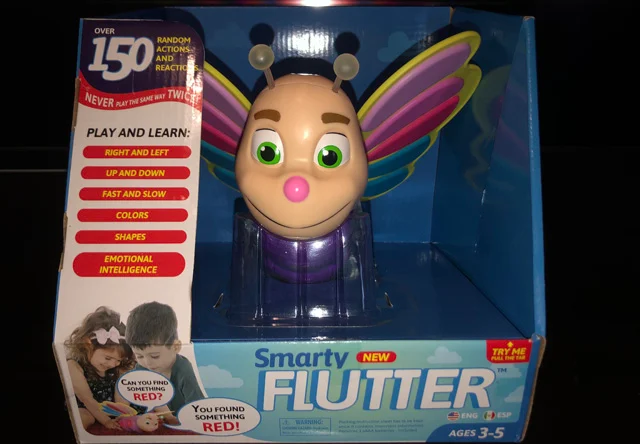 OVER
150
RANDOM
ACTIONS
AND
REACTIONS
NEVER PLAY THE SAME WAY TWICE
PLAY AND LEARN:
RIGHT AND LEFT
UP AND DOWN
FAST AND SLOW
COLORS
SHAPES
EMOTIONAL
INTELLIGENCE
CAN YOU FIND
SOMETHING
RED?
YOU FOUND
SOMETHING
RED!
Smarty NEW
FLUTTER™
TRY ME
PULL THE TAB
WARNING
ENG ESP
AGES 3-5